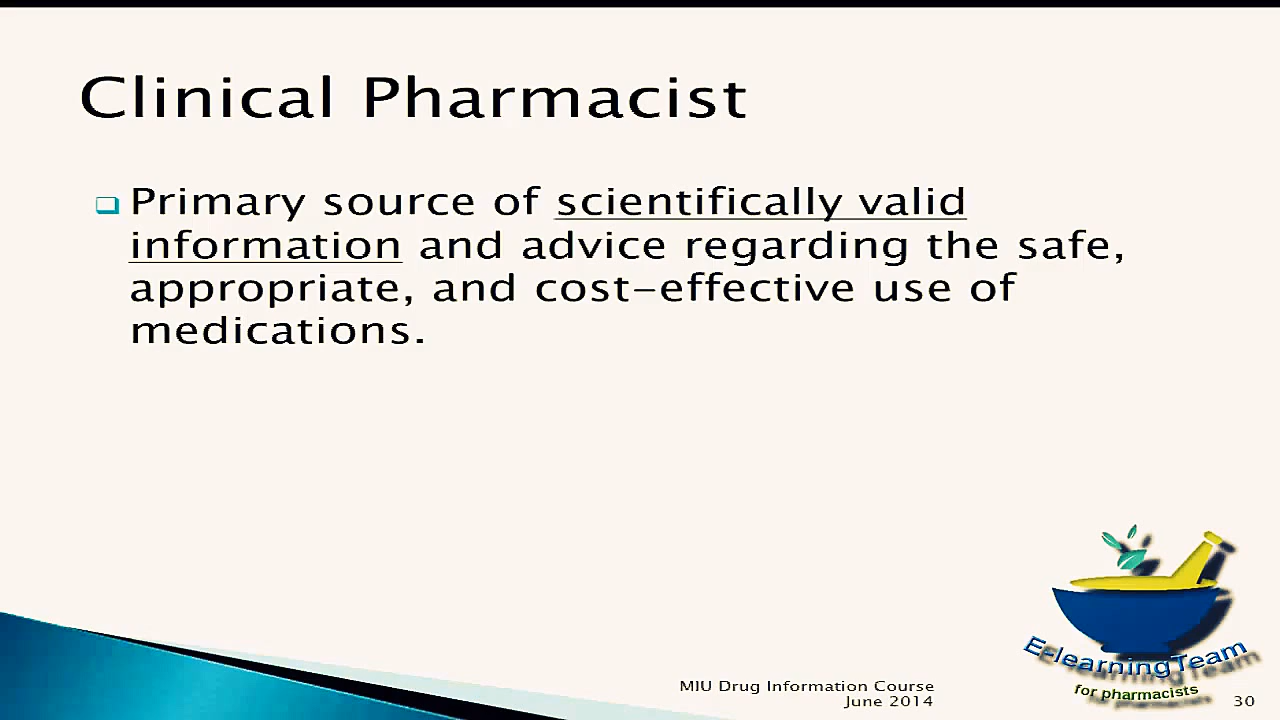 Clinical Pharmacist
Primary source of scientifically valid
information and advice regarding the safe,
appropriate, and cost-effective use of
medications.
E-learning Team
for pharmacists
MIU Drug Information Course
June 2014
30